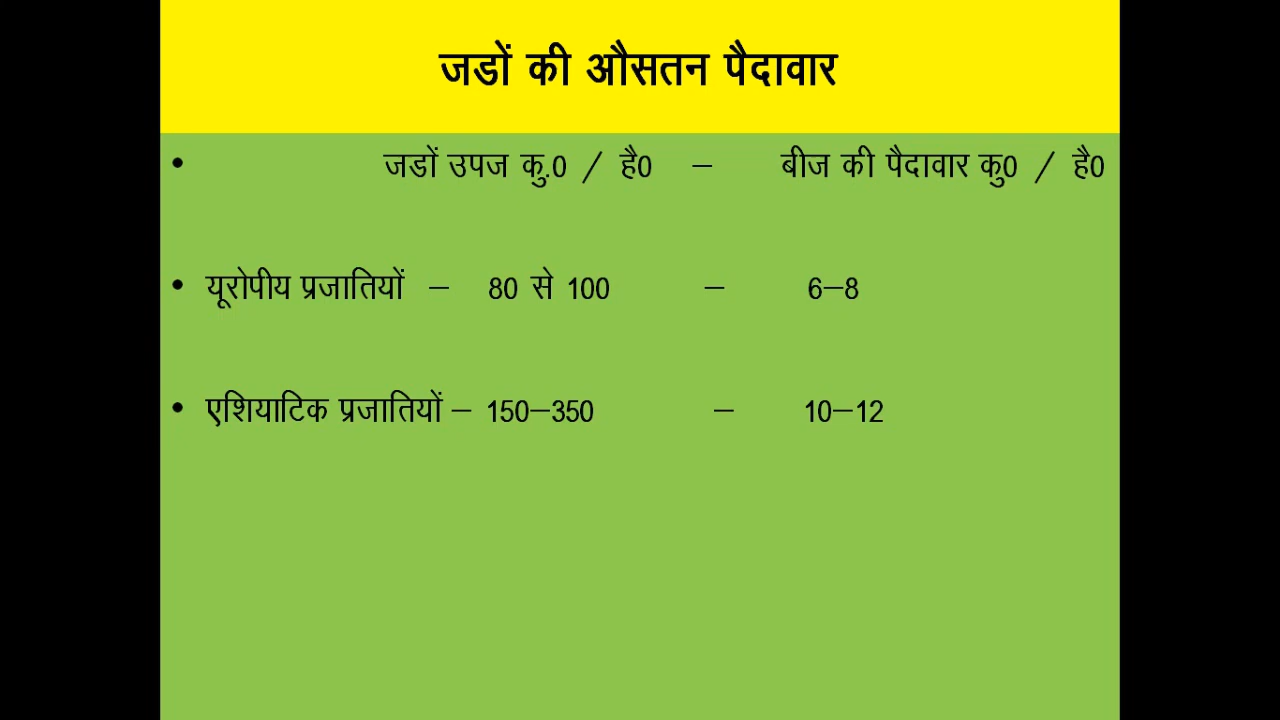 जडों की औसतन पैदावार
• जडों उपज कु.0 / है0 – बीज की पैदावार कु0 / है0
• यूरोपीय प्रजातियों – 80 से 100 – 6–8
• एशियाटिक प्रजातियों – 150–350 – 10–12